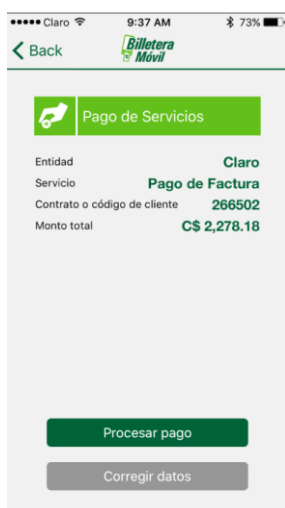 Claro 9:37 AM 73%
Back Billetera Móvil
Pago de Servicios
Entidad Claro
Servicio Pago de Factura
Contrato o código de cliente 266502
Monto total C$ 2,278.18
Procesar pago
Corregir datos